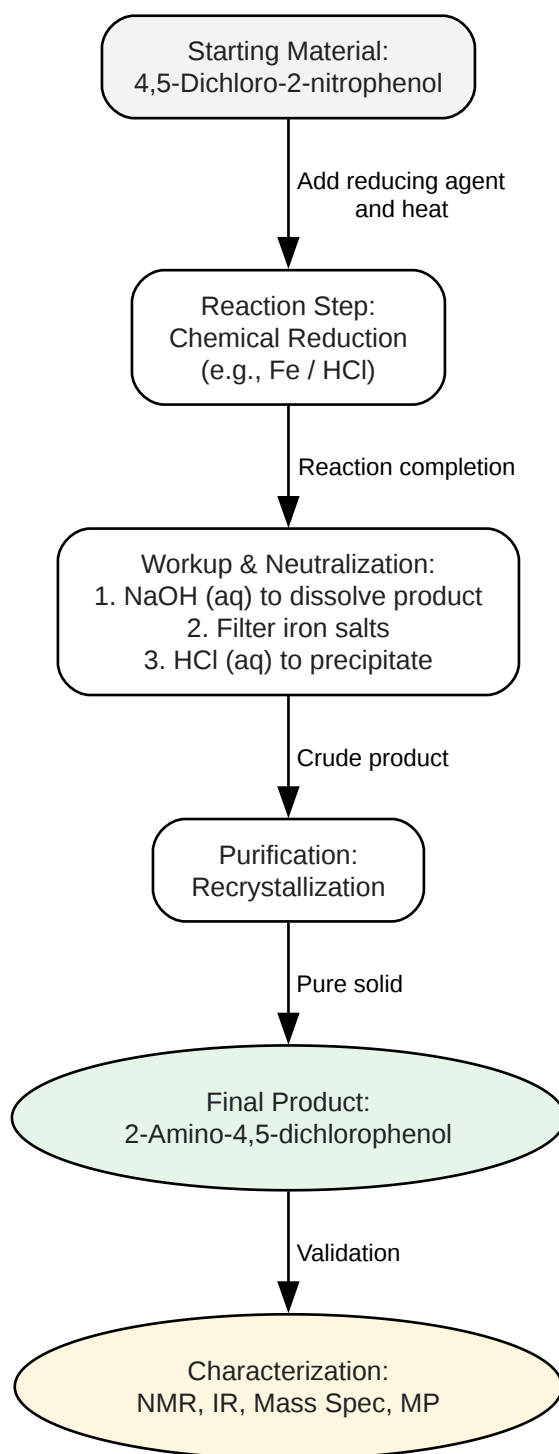 Starting Material:
4,5-Dichloro-2-nitrophenol
Add reducing agent
and heat
Reaction Step:
Chemical Reduction
(e.g., Fe / HCl)
Reaction completion
Workup & Neutralization:
1. NaOH (aq) to dissolve product
2. Filter iron salts
3. HCl (aq) to precipitate
Crude product
Purification:
Recrystallization
Pure solid
Final Product:
2-Amino-4,5-dichlorophenol
Validation
Characterization:
NMR, IR, Mass Spec, MP